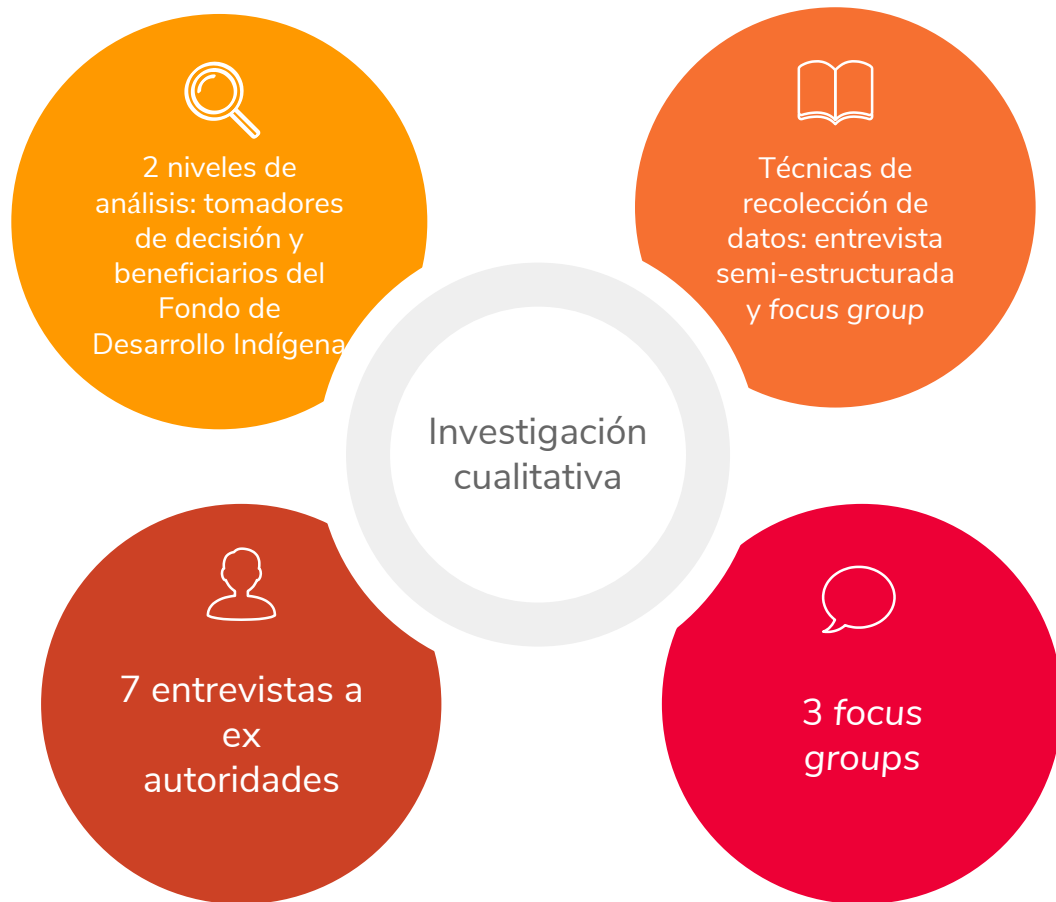 2 niveles de
análisis: tomadores
de decisión y
beneficiarios del
Fondo de
Desarrollo Indígena
Técnicas de
recolección de
datos: entrevista
semi-estructurada
y focus group
Investigación
cualitativa
7 entrevistas a
ex
autoridades
3 focus
groups